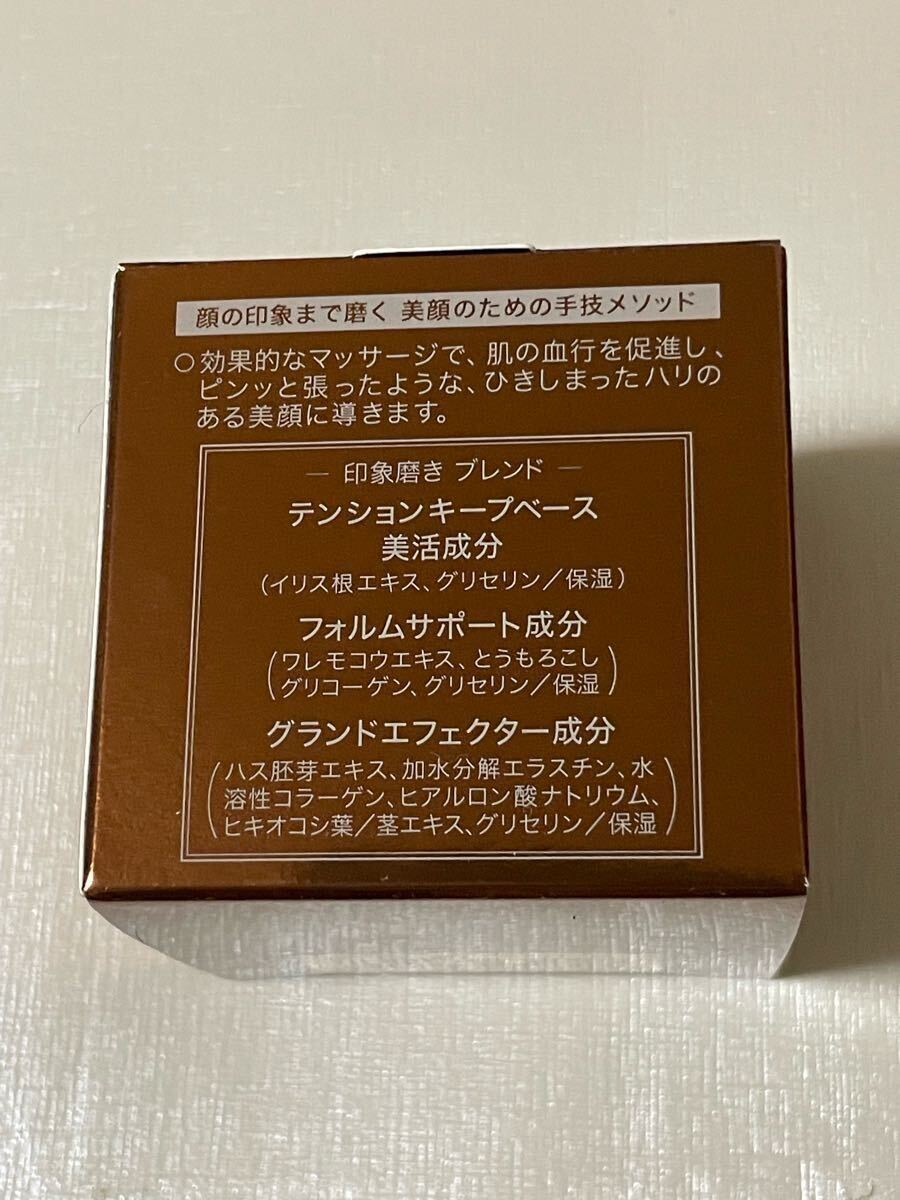 顔の印象まで磨く 美顔のための手技メソッド
○効果的なマッサージで、肌の血行を促進し、
ピンッと張ったような、ひきしまったハリの
ある美顔に導きます。
― 印象磨き ブレンド ―
テンションキープベース
美活成分
(イリス根エキス、グリセリン／保湿)
フォルムサポート成分
(ワレモコウエキス、とうもろこし
グリコーゲン、グリセリン／保湿)
グランドエフェクター成分
(ハス胚芽エキス、加水分解エラスチン、水
溶性コラーゲン、ヒアルロン酸ナトリウム、
ヒキオコシ葉／茎エキス、グリセリン／保湿)